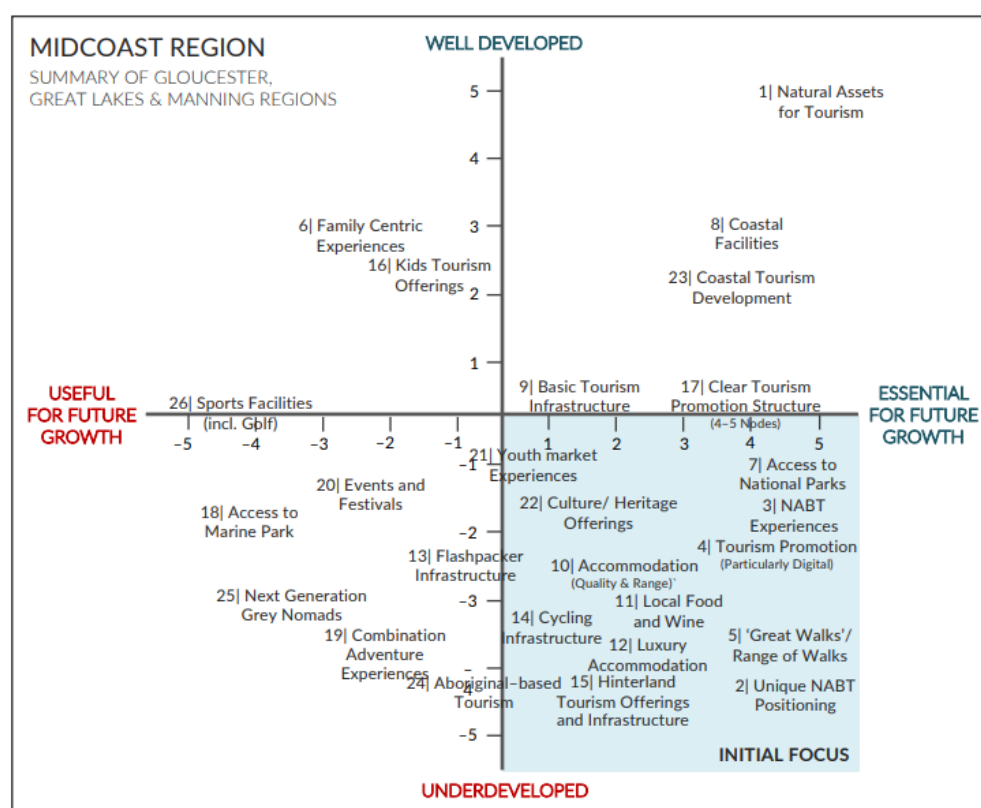 MIDCOAST REGION
SUMMARY OF GLOUCESTER,
GREAT LAKES & MANNING REGIONS
WELL DEVELOPED
5
1| Natural Assets
for Tourism
4
3
6| Family Centric
Experiences
8| Coastal
Facilities
16| Kids Tourism
Offerings
2
23| Coastal Tourism
Development
1
USEFUL
FOR FUTURE
GROWTH
26| Sports Facilities
(incl. Golf)
9| Basic Tourism
Infrastructure
17| Clear Tourism
Promotion Structure
(4–5 Nodes)
ESSENTIAL
FOR FUTURE
GROWTH
–5 –4 –3 –2 –1 1 2 3 4 5
–1
21| Youth market
Experiences
7| Access to
National Parks
20| Events and
Festivals
22| Culture/ Heritage
Offerings
3| NABT
Experiences
18| Access to
Marine Park
–2
13| Flashpacker
Infrastructure
10| Accommodation
(Quality & Range)`
4| Tourism Promotion
(Particularly Digital)
–3
25| Next Generation
Grey Nomads
11| Local Food
and Wine
14| Cycling
Infrastructure
19| Combination
Adventure
Experiences
12| Luxury
Accommodation
5| ‘Great Walks’/
Range of Walks
–
4
24| Aboriginal–based
Tourism
15| Hinterland
Tourism Offerings
and Infrastructure
2| Unique NABT
Positioning
–5
INITIAL FOCUS
UNDERDEVELOPED